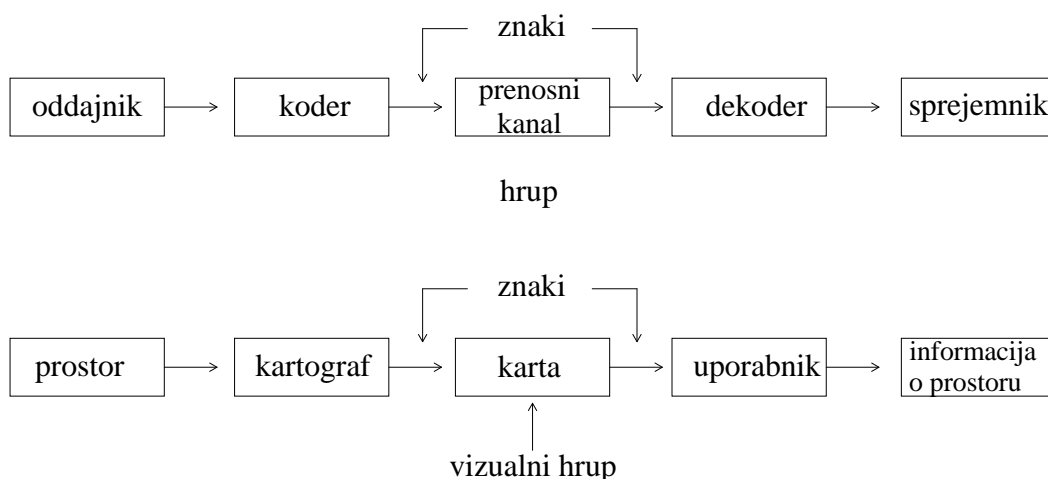 znaki
oddajnik
koder
prenosni
kanal
dekoder
sprejemnik
hrup
znaki
prostor
kartograf
karta
uporabnik
informacija
o prostoru
vizualni hrup